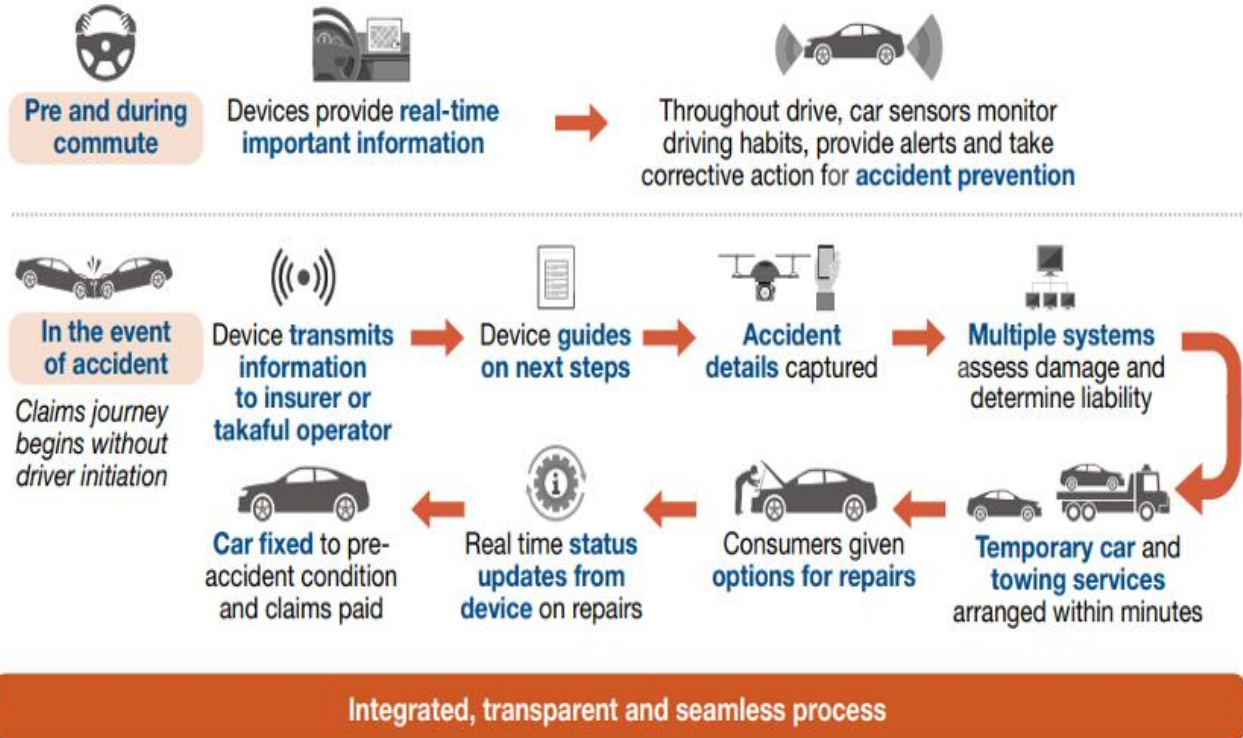 Pre and during
commute
Devices provide real-time
important information
Throughout drive, car sensors monitor
driving habits, provide alerts and take
corrective action for accident prevention
In the event
of accident
Claims journey
begins without
driver initiation
Device transmits
information
to insurer or
takaful operator
Device guides
on next steps
Accident
details captured
Multiple systems
assess damage and
determine liability
Temporary car and
towing services
arranged within minutes
Consumers given
options for repairs
Real time status
updates from
device on repairs
Car fixed to pre-
accident condition
and claims paid
Integrated, transparent and seamless process